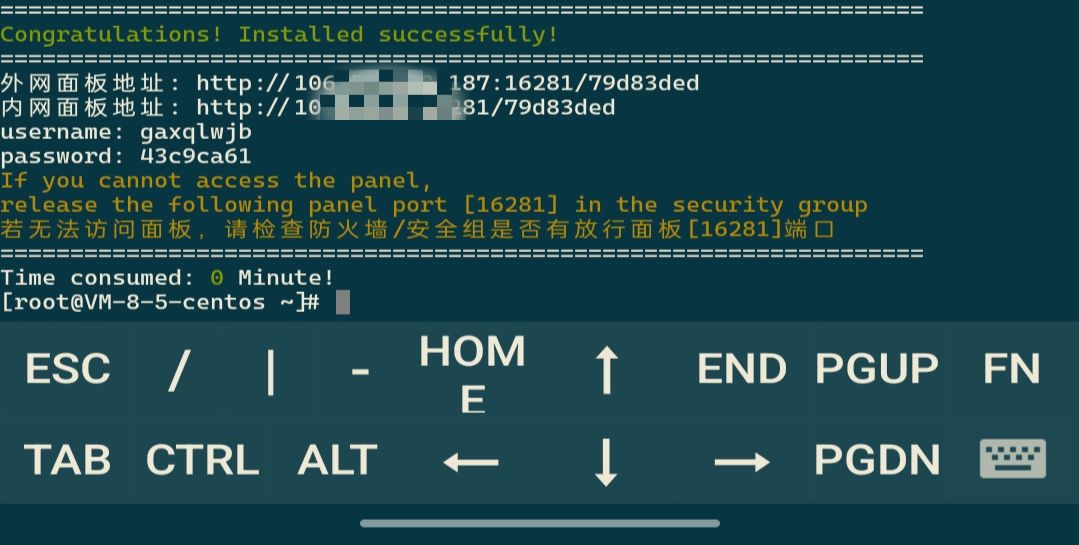 ==================================================================
Congratulations! Installed successfully!
==================================================================
外网面板地址: http://106 187:16281/79d83ded
内网面板地址: http://10 281/79d83ded
username: gaxqlwjb
password: 43c9ca61
If you cannot access the panel,
release the following panel port [16281] in the security group
若无法访问面板，请检查防火墙/安全组是否有放行面板[16281]端口
==================================================================
Time consumed: 0 Minute!
[root@VM-8-5-centos ~]#
ESC / | - HOME ↑ END PGUP FN
TAB CTRL ALT ← ↓ → PGDN